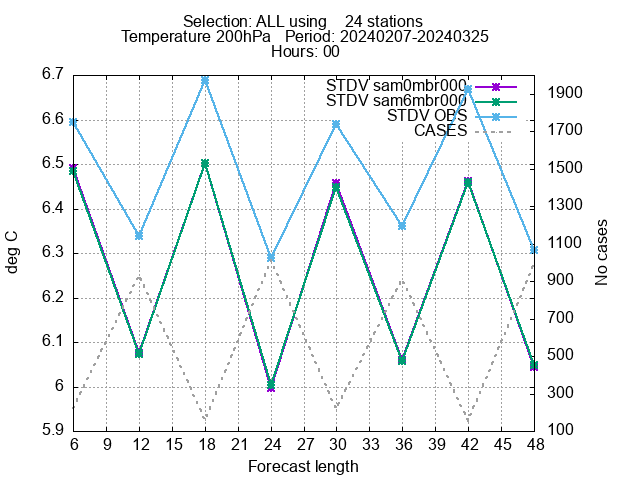 Selection: ALL using    24 stations
Temperature 200hPa   Period: 20240207-20240325
Hours: 00
STDV sam0mbr000
STDV sam6mbr000
STDV OBS
CASES
6.7
6.6
6.5
6.4
6.3
6.2
6.1
6
5.9
deg C
1900
1700
1500
1300
1100
900
700
500
300
100
No cases
6 9 12 15 18 21 24 27 30 33 36 39 42 45 48
Forecast length